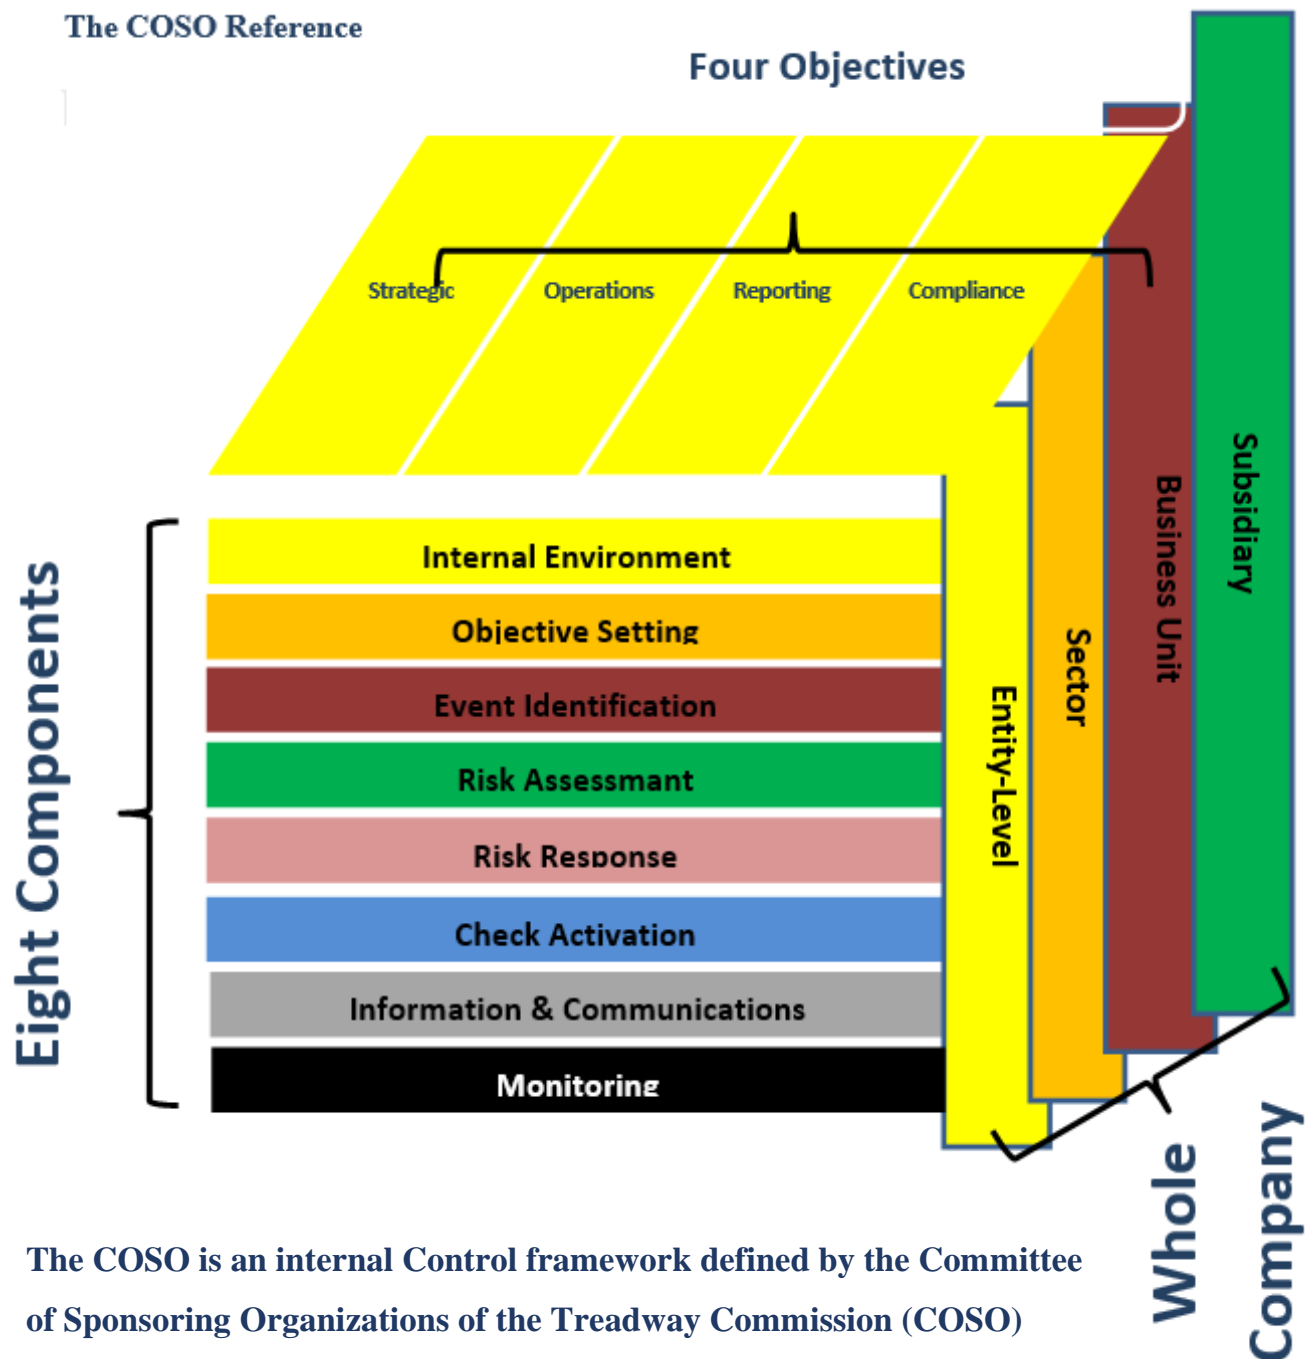 The COSO Reference
Four Objectives
Strategic
Operations
Reporting
Compliance
Eight Components
Internal Environment
Objective Setting
Event Identification
Risk Assessmant
Risk Response
Check Activation
Information & Communications
Monitoring
Entity-Level
Sector
Business Unit
Subsidiary
Whole
Company
The COSO is an internal Control framework defined by the Committee
of Sponsoring Organizations of the Treadway Commission (COSO)